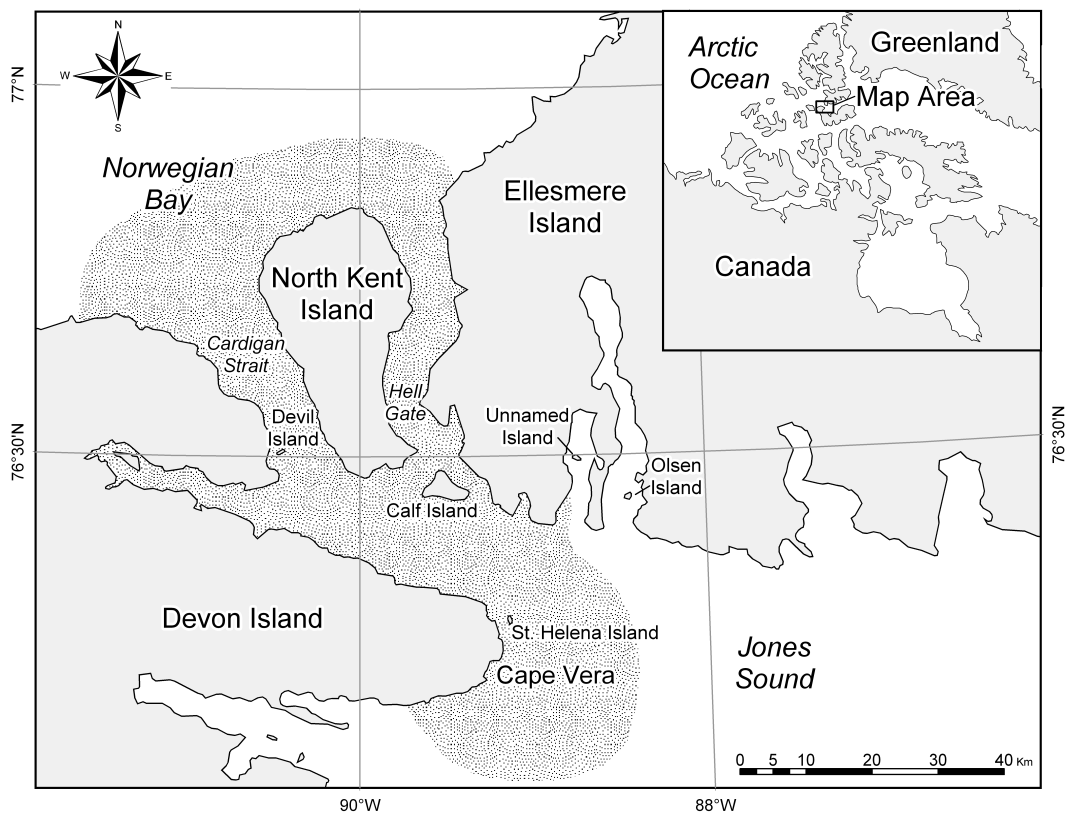 N
W
E
S
77°N
Norwegian
Bay
Arctic
Ocean
Greenland
Map Area
Canada
Ellesmere
Island
North Kent
Island
Cardigan
Strait
Hell
Gate
Devil
Island
Unnamed
Island
Olsen
Island
76°30'N
76°30'N
Calf Island
Devon Island
St. Helena Island
Cape Vera
Jones
Sound
0 5 10 20 30 40 Km
90°W
88°W